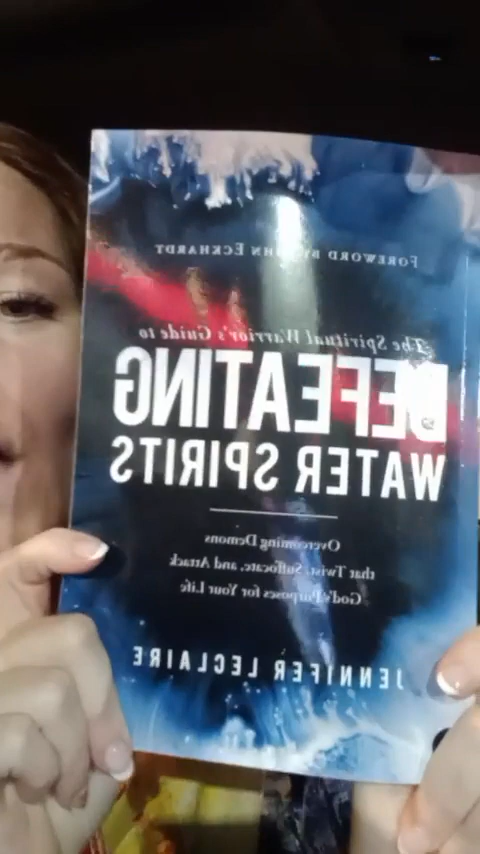 FOREWORD BY JOHN ECKHARDT
The Spiritual Warrior's Guide to
DEFEATING
WATER SPIRITS
Overcoming Demons
that Twist, Suffocate, and Attack
God's Purposes for Your Life
JENNIFER LECLAIRE